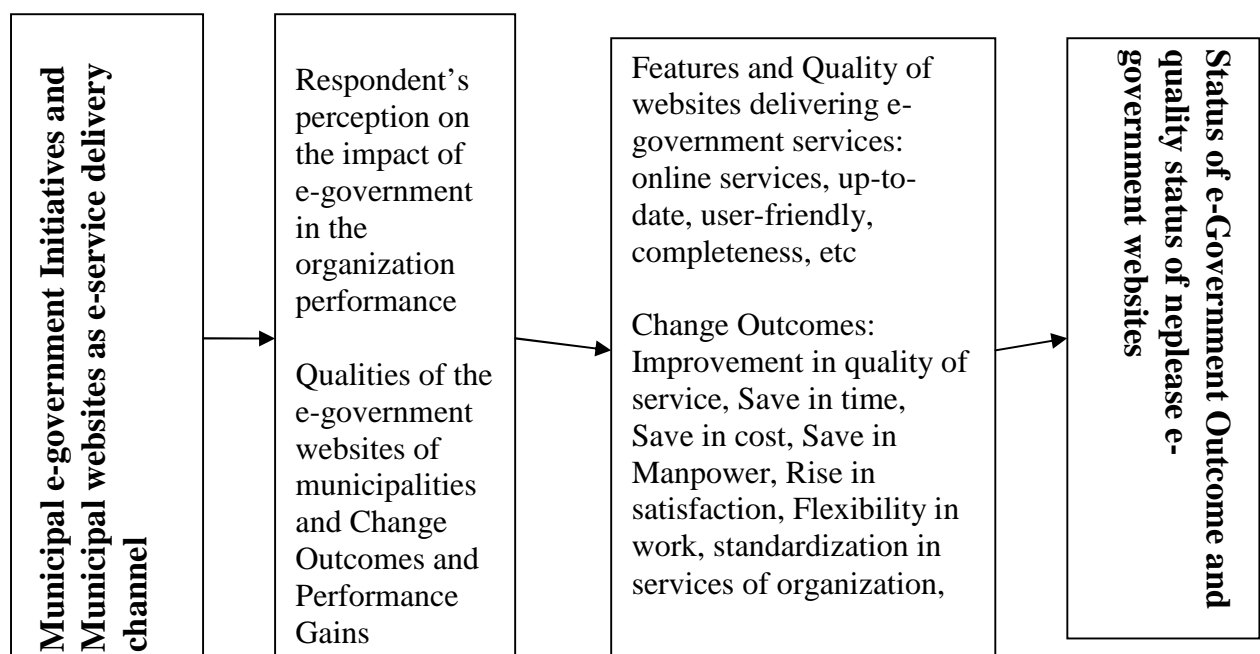 Municipal e-government Initiatives and
Municipal websites as e-service delivery
channel
Respondent’s
perception on
the impact of
e-government
in the
organization
performance
Qualities of the
e-government
websites of
municipalities
and Change
Outcomes and
Performance
Gains
Features and Quality of
websites delivering e-
government services:
online services, up-to-
date, user-friendly,
completeness, etc
Change Outcomes:
Improvement in quality of
service, Save in time,
Save in cost, Save in
Manpower, Rise in
satisfaction, Flexibility in
work, standardization in
services of organization,
Status of e-Government Outcome and
quality status of neplease e-
government websites